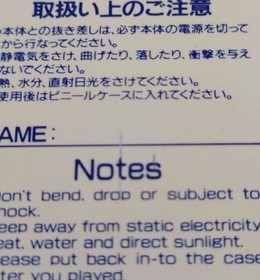 取扱い上のご注意
本体との抜き差しは、必ず本体の電源を切って
から行なってください。
静電気をさけ、曲げたり、落したり、衝撃を与え
ないでください。
熱、水分、直射日光をさけてください。
使用後はビニールケースに入れてください。
AME:
Notes
on't bend, drop or subject to
hock.
eep away from static electricity
eat, water and direct sunlight.
lease put back in-to the case
ter you played.